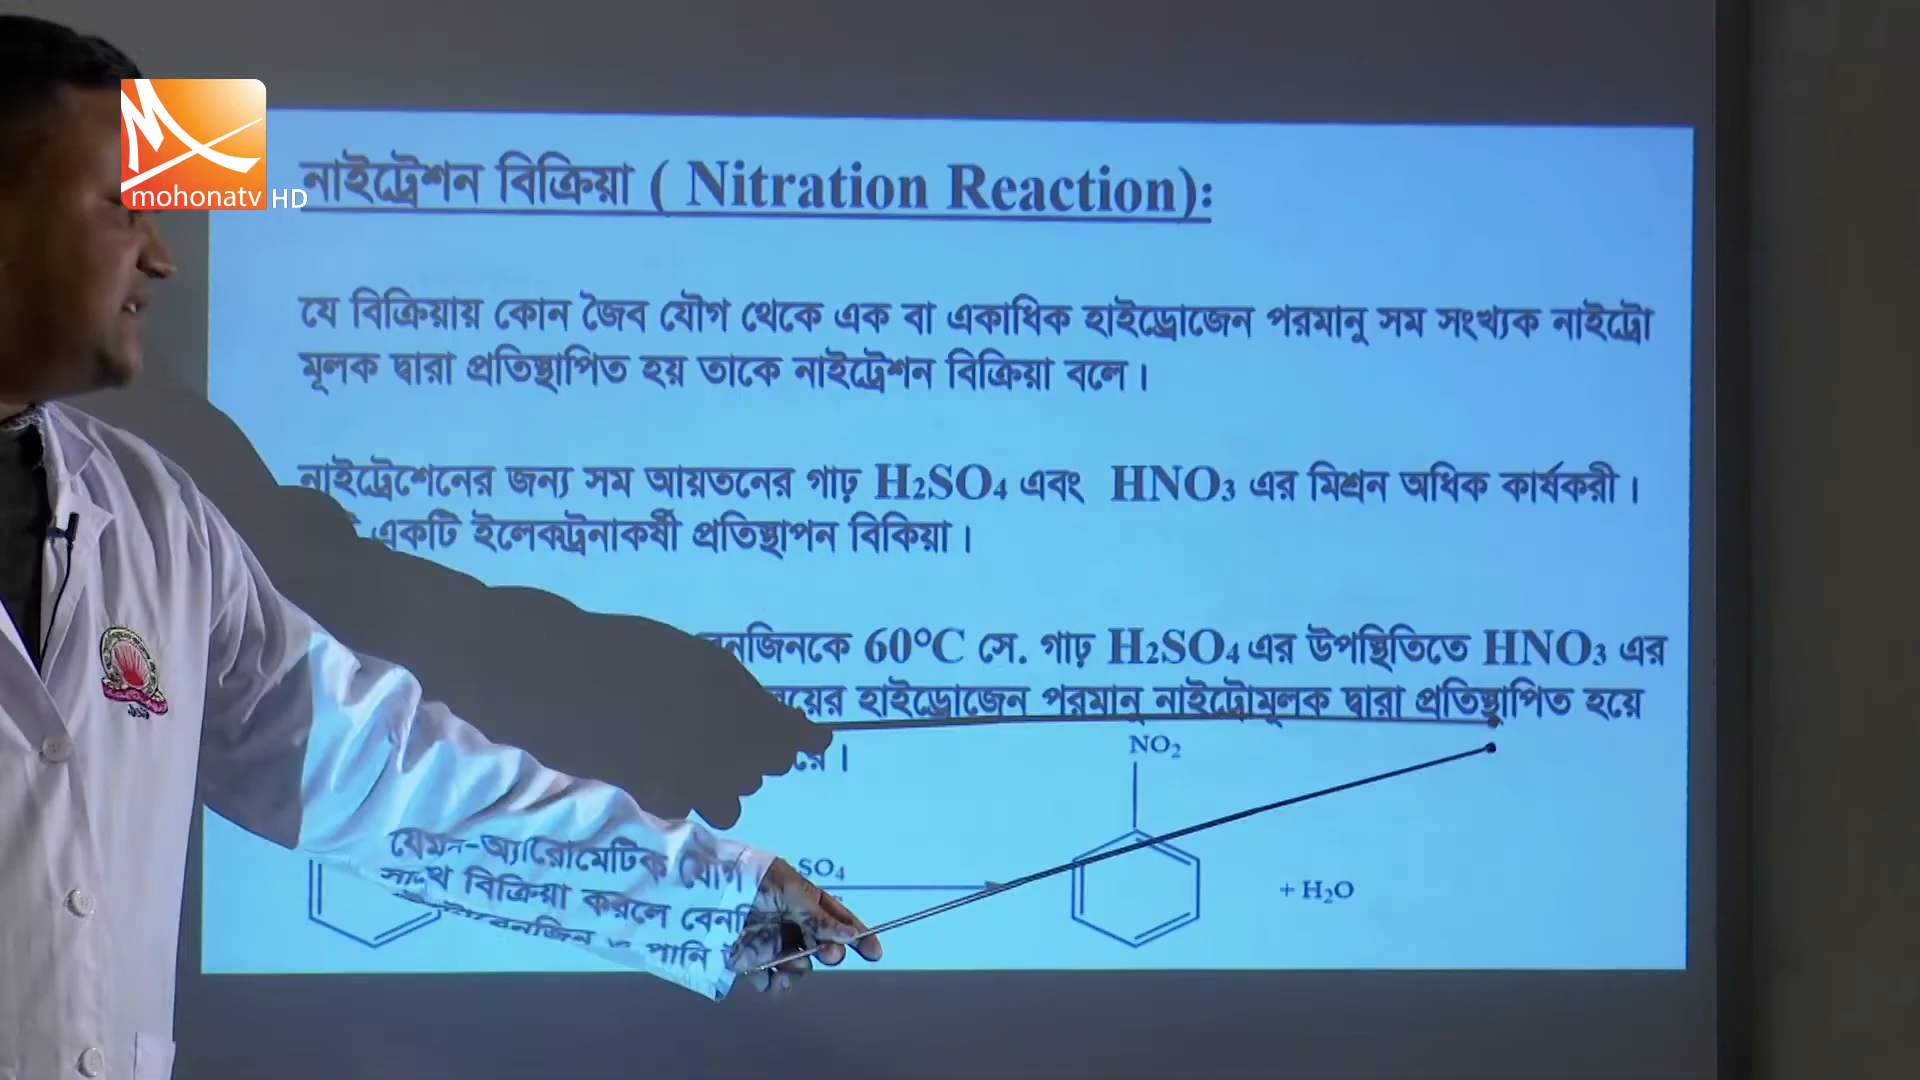 mohonatv HD
নাইট্রেশন বিক্রিয়া ( Nitration Reaction):
যে বিক্রিয়ায় কোন জৈব যৌগ থেকে এক বা একাধিক হাইড্রোজেন পরমানু সম সংখ্যক নাইট্রো
মূলক দ্বারা প্রতিস্থাপিত হয় তাকে নাইট্রেশন বিক্রিয়া বলে।
নাইট্রেশেনের জন্য সম আয়তনের গাঢ় H₂SO₄ এবং HNO₃ এর মিশ্রন অধিক কার্যকরী।
একটি ইলেকট্রনাকর্ষী প্রতিস্থাপন বিকিয়া।
যেমন-অ্যারোমেটিক যৌগ বেনজিনকে 60°C সে. গাঢ় H₂SO₄ এর উপস্থিতিতে HNO₃ এর
সাথে বিক্রিয়া করলে হাইড্রোজেন পরমানু নাইট্রোমূলক দ্বারা প্রতিস্থাপিত হয়ে
পানি
NO₂
SO₄
+ H₂O